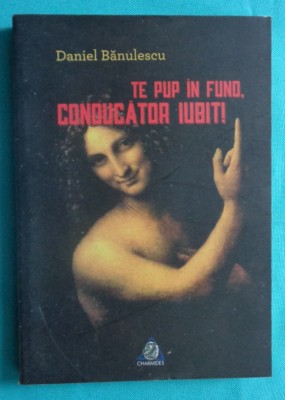 Daniel Bănulescu
TE PUP ÎN FUND,
CONDUCĂTOR IUBIT!
CHARMIDES